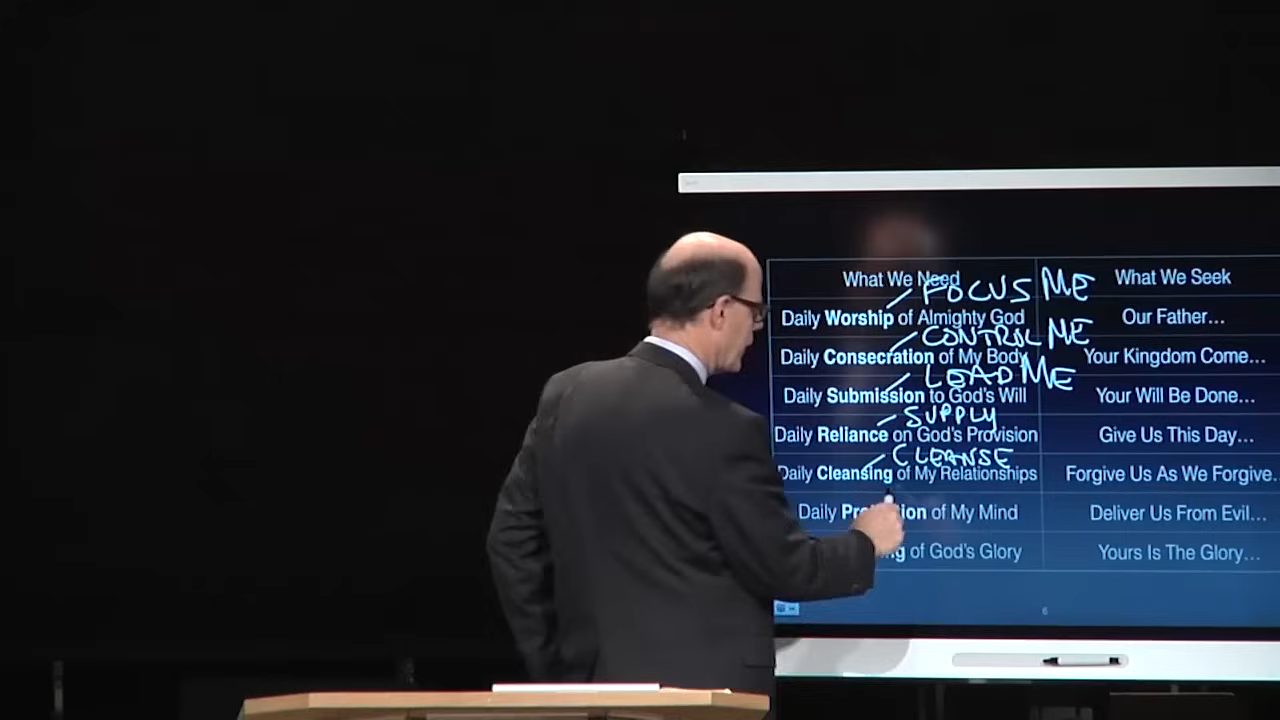 What We Need
FOCUS ME
What We Seek
Daily Worship of Almighty God
Our Father...
CONTROL ME
Daily Consecration of My Body
Your Kingdom Come...
LEAD ME
Daily Submission to God's Will
Your Will Be Done...
SUPPLY
Daily Reliance on God's Provision
Give Us This Day...
CLEANSE
Daily Cleansing of My Relationships
Forgive Us As We Forgive.
Daily of My Mind
Deliver Us From Evil...
of God's Glory
Yours Is The Glory...
6